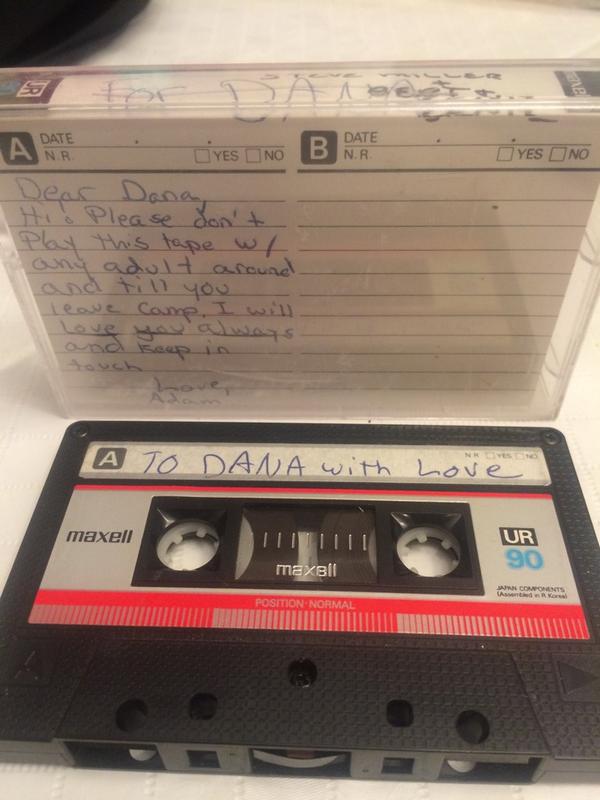 UR
STEVE MILLER
For DANA
A
DATE
N.R.
YES NO
B
DATE
N.R.
YES NO
maxell
Dear Dana,
Hi! Please don't
Play this tape w/
any adult around
and till you
leave camp. I will
Love you always
and keep in
touch
Love,
Adam
A TO DANA with Love
N R YES NO
maxell
maxell
UR
90
JAPAN COMPONENTS
(Assembled in R Korea)
POSITION·NORMAL
A